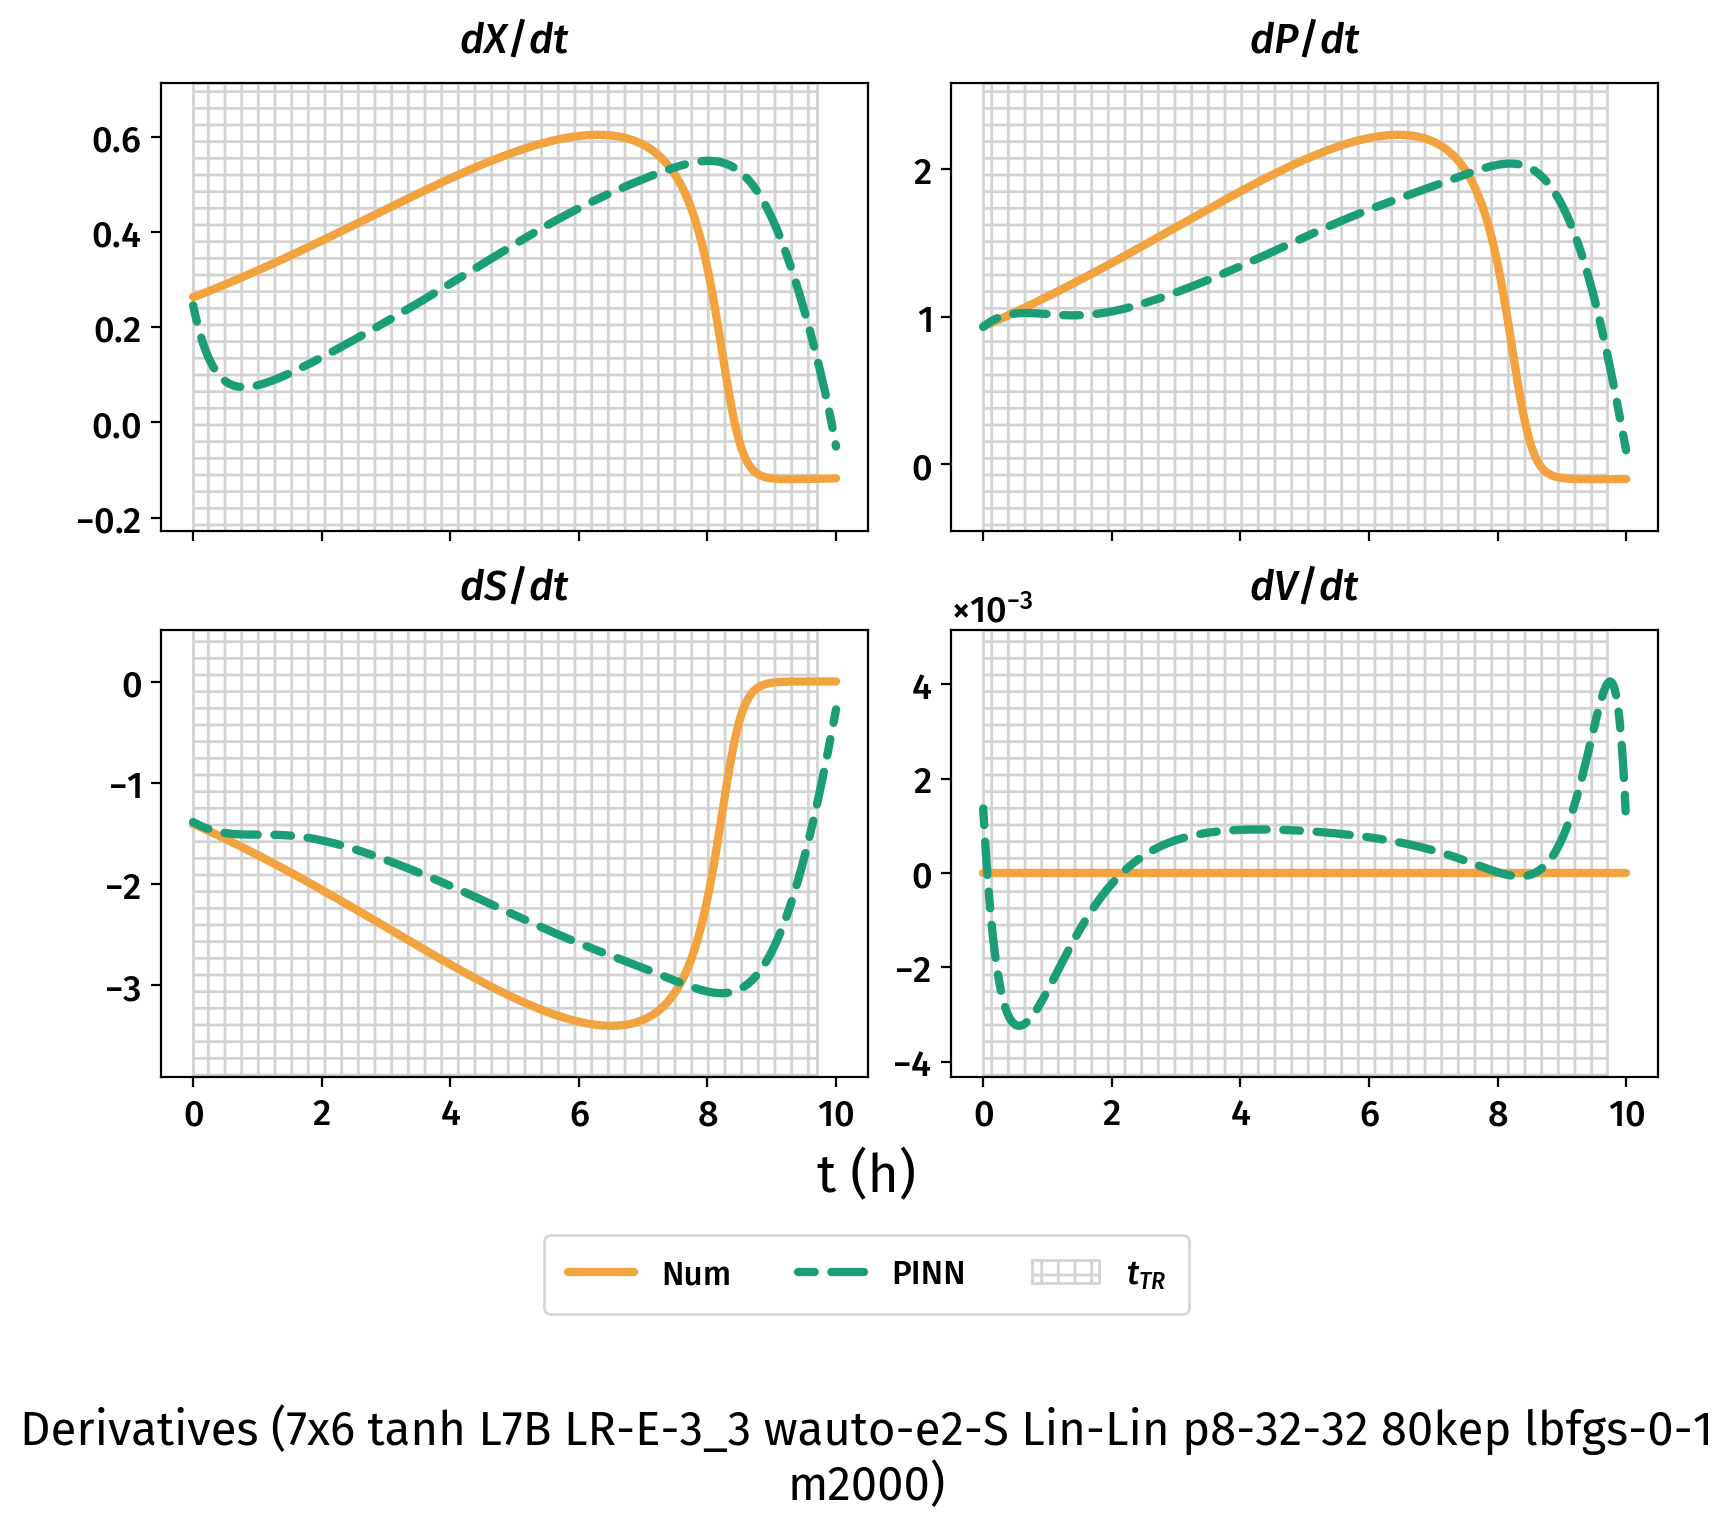 dX/dt
dP/dt
0.6
0.4
0.2
0.0
−0.2
2
1
0
dS/dt
dV/dt
×10⁻³
0
−1
−2
−3
4
2
0
−2
−4
0 2 4 6 8 10
0 2 4 6 8 10
t (h)
Num PINN t_TR
Derivatives (7x6 tanh L7B LR-E-3_3 wauto-e2-S Lin-Lin p8-32-32 80kep lbfgs-0-1
m2000)